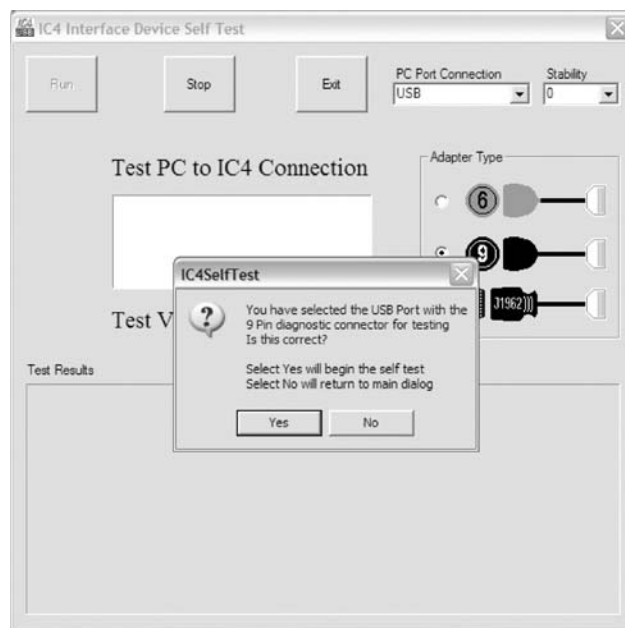 IC4 Interface Device Self Test
Run
Stop
Exit
PC Port Connection
USB
Stability
0
Test PC to IC4 Connection
Adapter Type
6
9
J1962
IC4SelfTest
You have selected the USB Port with the
9 Pin diagnostic connector for testing
Is this correct?
Select Yes will begin the self test
Select No will return to main dialog
Yes
No
Test V
Test Results